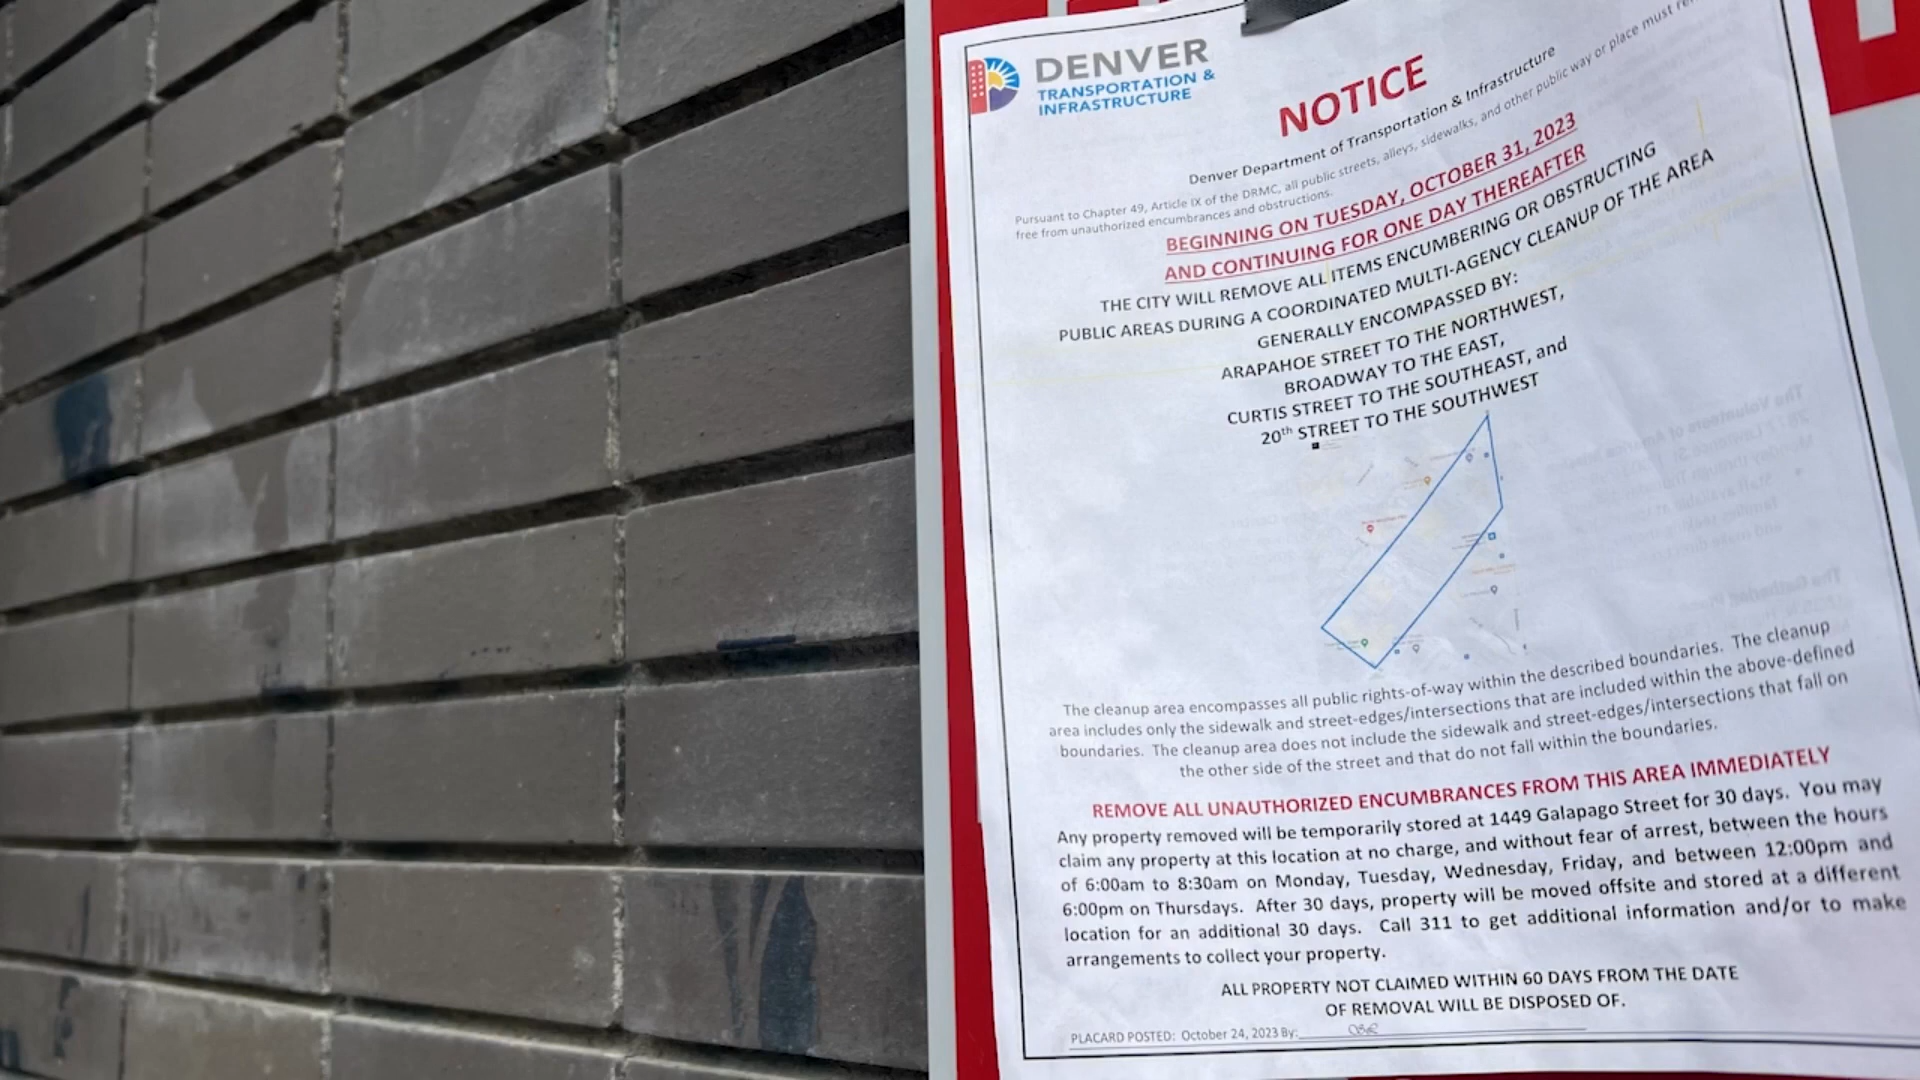 DENVER
TRANSPORTATION &
INFRASTRUCTURE
NOTICE
Denver Department of Transportation & Infrastructure
Pursuant to Chapter 49, Article IX of the DRMC, all public streets, alleys, sidewalks, and other public way or place must
free from unauthorized encumbrances and obstructions.
BEGINNING ON TUESDAY, OCTOBER 31, 2023
AND CONTINUING FOR ONE DAY THEREAFTER
THE CITY WILL REMOVE ALL ITEMS ENCUMBERING OR OBSTRUCTING
PUBLIC AREAS DURING A COORDINATED MULTI-AGENCY CLEANUP OF THE AREA
GENERALLY ENCOMPASSED BY:
ARAPAHOE STREET TO THE NORTHWEST,
BROADWAY TO THE EAST,
CURTIS STREET TO THE SOUTHEAST, and
20th STREET TO THE SOUTHWEST
The cleanup area encompasses all public rights-of-way within the described boundaries. The cleanup
area includes only the sidewalk and street-edges/intersections that are included within the above-defined
boundaries. The cleanup area does not include the sidewalk and street-edges/intersections that fall on
the other side of the street and that do not fall within the boundaries.
REMOVE ALL UNAUTHORIZED ENCUMBRANCES FROM THIS AREA IMMEDIATELY
Any property removed will be temporarily stored at 1449 Galapago Street for 30 days. You may
claim any property at this location at no charge, and without fear of arrest, between the hours
of 6:00am to 8:30am on Monday, Tuesday, Wednesday, Friday, and between 12:00pm and
6:00pm on Thursdays. After 30 days, property will be moved offsite and stored at a different
location for an additional 30 days. Call 311 to get additional information and/or to make
arrangements to collect your property.
ALL PROPERTY NOT CLAIMED WITHIN 60 DAYS FROM THE DATE
OF REMOVAL WILL BE DISPOSED OF.
PLACARD POSTED: October 24, 2023 By: